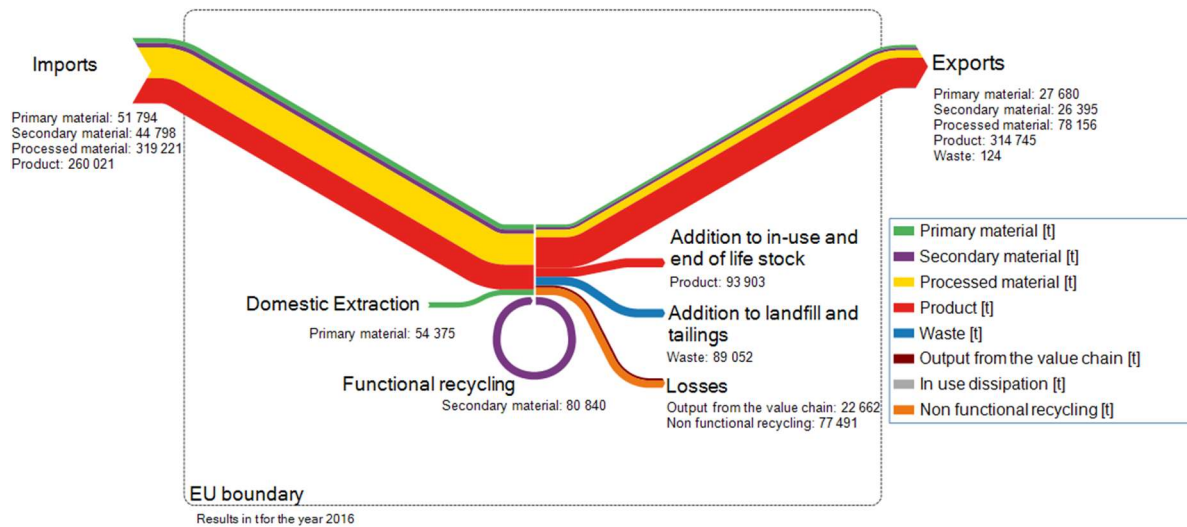 Imports
Primary material: 51 794
Secondary material: 44 798
Processed material: 319 221
Product: 260 021
Exports
Primary material: 27 680
Secondary material: 26 395
Processed material: 78 156
Product: 314 745
Waste: 124
Addition to in-use and
end of life stock
Product: 93 903
Domestic Extraction
Primary material: 54 375
Addition to landfill and
tailings
Waste: 89 052
Functional recycling
Secondary material: 80 840
Losses
Output from the value chain: 22 662
Non functional recycling: 77 491
Primary material [t]
Secondary material [t]
Processed material [t]
Product [t]
Waste [t]
Output from the value chain [t]
In use dissipation [t]
Non functional recycling [t]
EU boundary
Results in t for the year 2016